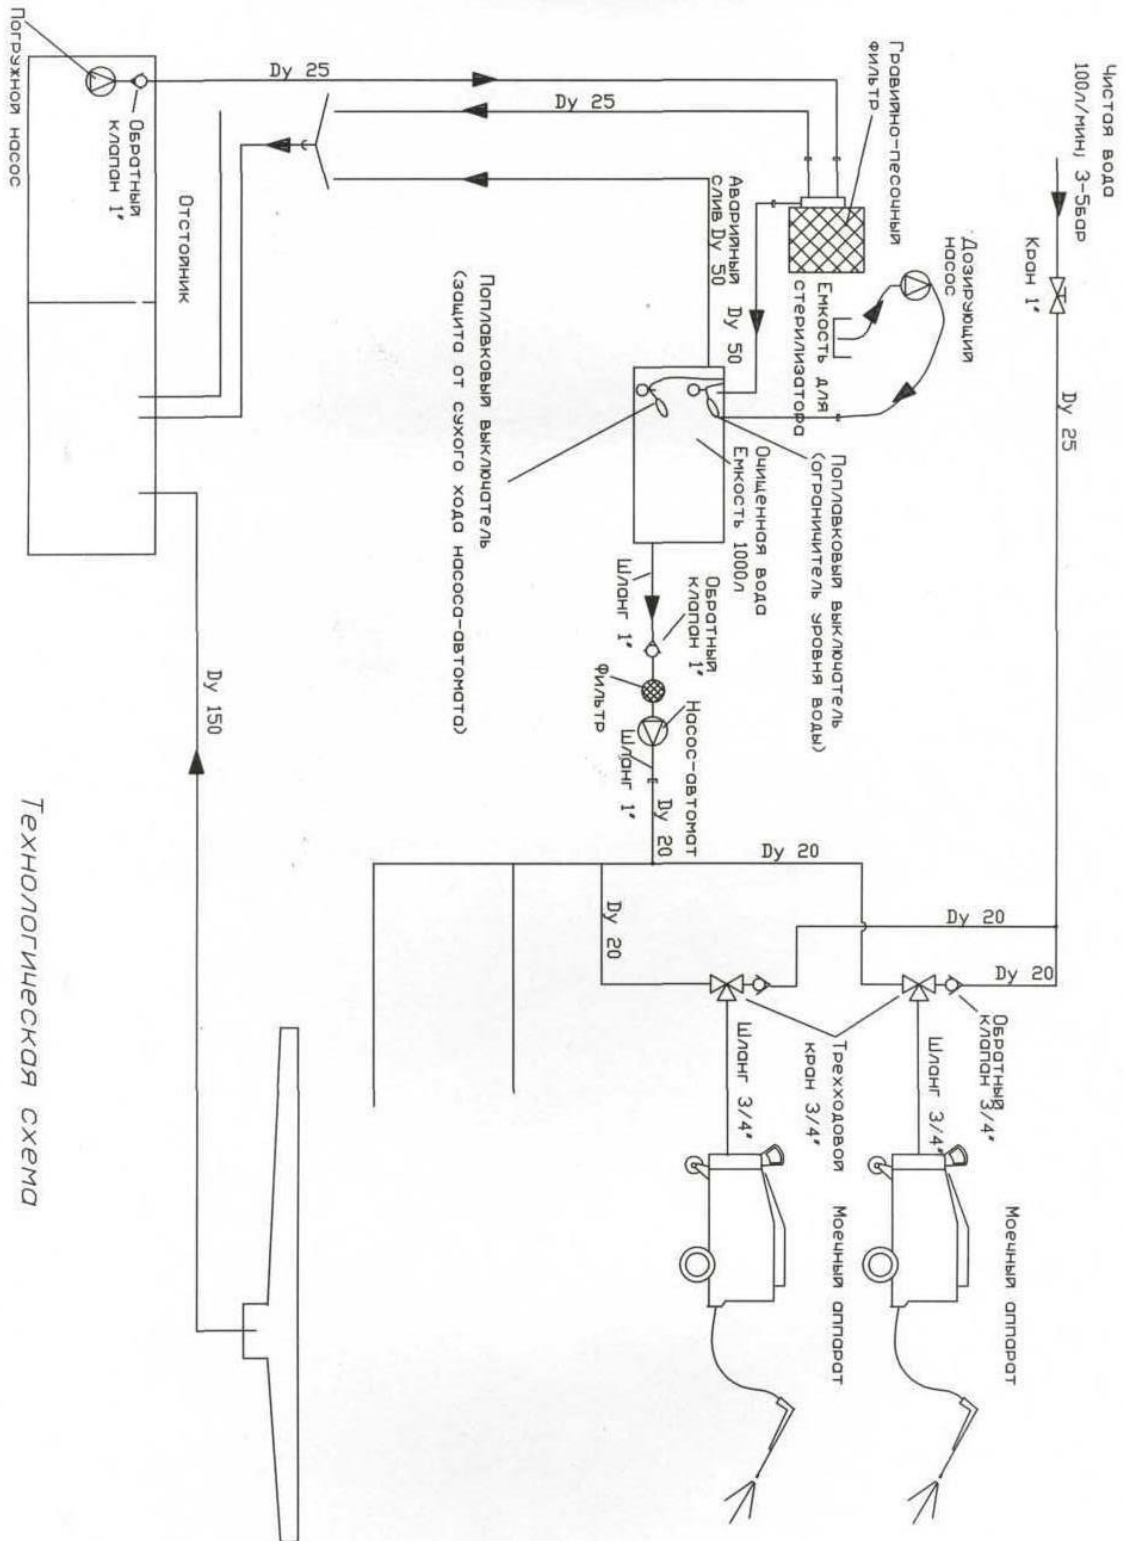 Чистая вода
100л/мин; 3-5бар
Кран 1"
Dy 25
Dy 20
Dy 20
Обратный
клапан 3/4"
Шланг 3/4"
Моечный аппарат
Гравийно-песочный
фильтр
Дозирующий
насос
Емкость для
стерилизатора
Поплавковый выключатель
(ограничитель уровня воды)
Dy 20
Трехходовой
кран 3/4"
Шланг 3/4"
Моечный аппарат
Аварийный
слив Dy 50
Dy 50
Очищенная вода
Емкость 1000л
Шланг 1"
Обратный
клапан 1"
Фильтр
Насос-автомат
Шланг 1"
Dy 20
Dy 20
Dy 25
Dy 25
Поплавковый выключатель
(защита от сухого хода насоса-автомата)
Погружной насос
Обратный
клапан 1"
Отстойник
Dy 150
Технологическая схема